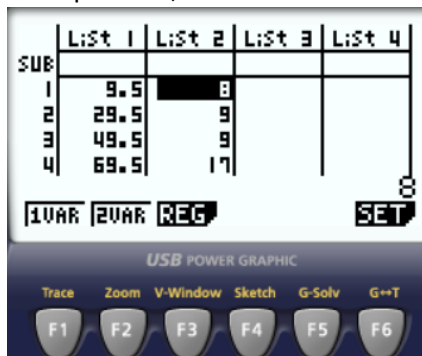 List 1 List 2 List 3 List 4
SUB
1 9.5 8
2 29.5 9
3 49.5 9
4 69.5 17
8
1VAR 2VAR REG SET
USB POWER GRAPHIC
Trace Zoom V-Window Sketch G-Solv G↔T
F1 F2 F3 F4 F5 F6